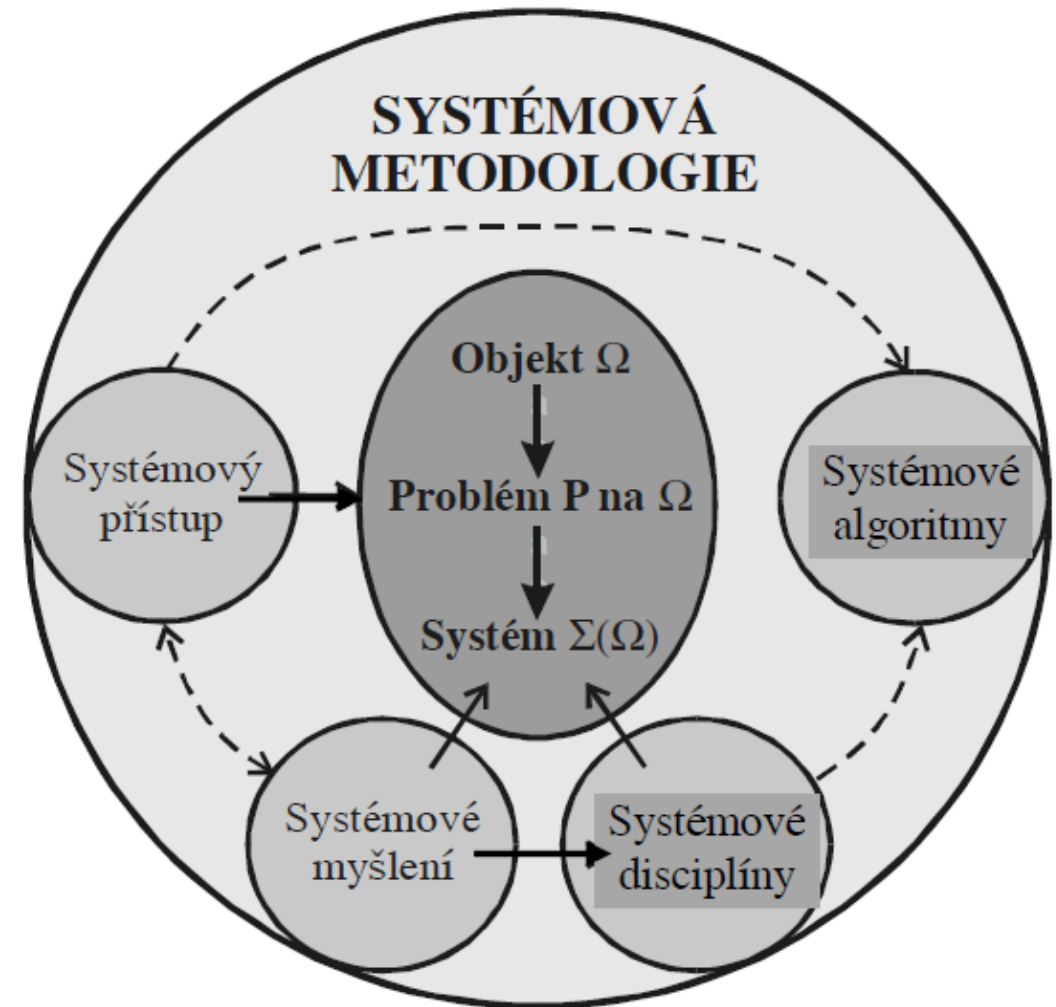 SYSTÉMOVÁ
METODOLOGIE
Objekt Ω
Systémový
přístup
Problém P na Ω
Systémové
algoritmy
Systém Σ(Ω)
Systémové
myšlení
Systémové
disciplíny